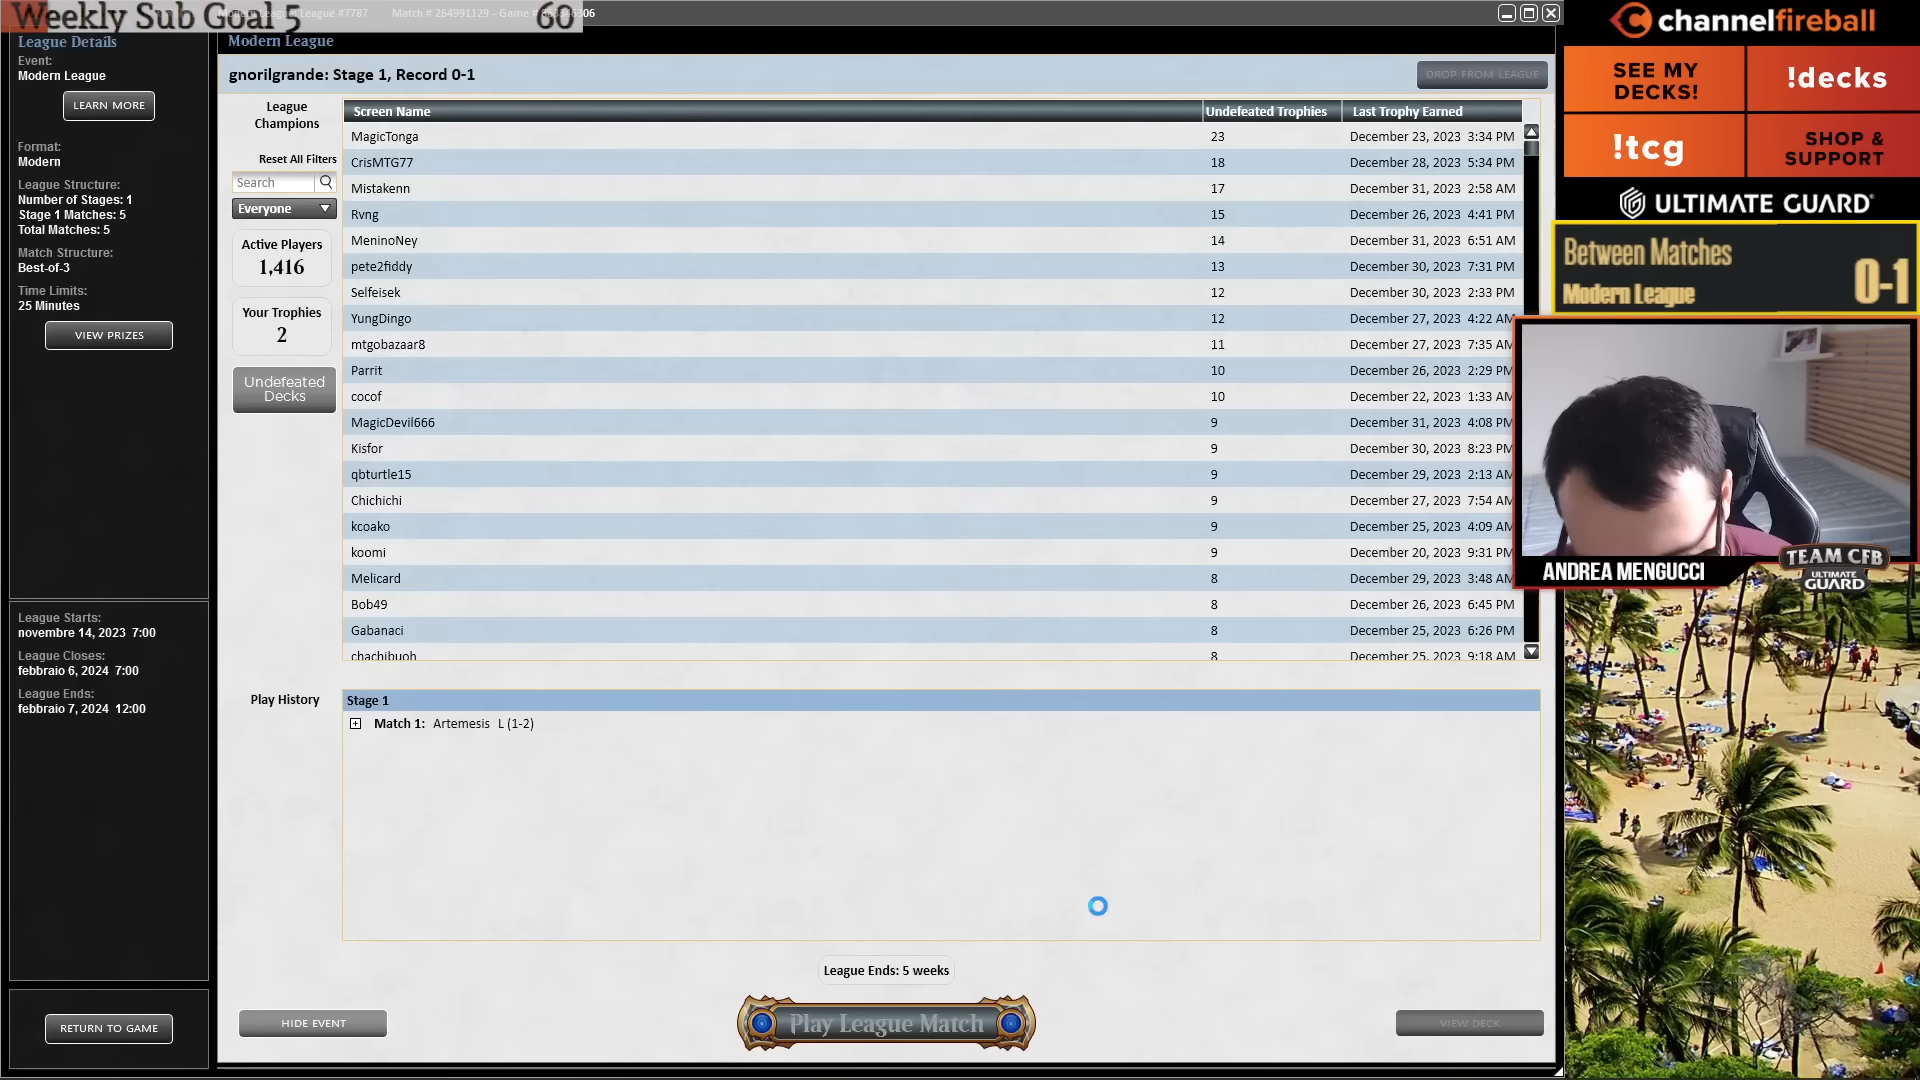 Weekly Sub Goal 5 60
League #7787 Match # 264991129 - Game #
League Details
Event:
Modern League
LEARN MORE
Format:
Modern
League Structure:
Number of Stages: 1
Stage 1 Matches: 5
Total Matches: 5
Match Structure:
Best-of-3
Time Limits:
25 Minutes
VIEW PRIZES
League Starts:
novembre 14, 2023 7:00
League Closes:
febbraio 6, 2024 7:00
League Ends:
febbraio 7, 2024 12:00
RETURN TO GAME
Modern League
gnorilgrande: Stage 1, Record 0-1
DROP FROM LEAGUE
League
Champions
Reset All Filters
Search
Everyone
Active Players
1,416
Your Trophies
2
Undefeated
Decks
Screen Name Undefeated Trophies Last Trophy Earned
MagicTonga 23 December 23, 2023 3:34 PM
CrisMTG77 18 December 28, 2023 5:34 PM
Mistakenn 17 December 31, 2023 2:58 AM
Rvng 15 December 26, 2023 4:41 PM
MeninoNey 14 December 31, 2023 6:51 AM
pete2fiddy 13 December 30, 2023 7:31 PM
Selfeisek 12 December 30, 2023 2:33 PM
YungDingo 12 December 27, 2023 4:22 AM
mtgobazaar8 11 December 27, 2023 7:35 AM
Parrit 10 December 26, 2023 2:29 PM
cocof 10 December 22, 2023 1:33 AM
MagicDevil666 9 December 31, 2023 4:08 PM
Kisfor 9 December 30, 2023 8:23 PM
qbturtle15 9 December 29, 2023 2:13 AM
Chichichi 9 December 27, 2023 7:54 AM
kcoako 9 December 25, 2023 4:09 AM
koomi 9 December 20, 2023 9:31 PM
Melicard 8 December 29, 2023 3:48 AM
Bob49 8 December 26, 2023 6:45 PM
Gabanaci 8 December 25, 2023 6:26 PM
chachibuoh 8 December 25, 2023 9:18 AM
Play History
Stage 1
Match 1: Artemesis L (1-2)
League Ends: 5 weeks
HIDE EVENT
Play League Match
VIEW DECK
channelfireball
SEE MY
DECKS!
!decks
!tcg
SHOP &
SUPPORT
ULTIMATE GUARD
Between Matches
Modern League
0-1
ANDREA MENGUCCI
TEAM CFB
ULTIMATE
GUARD